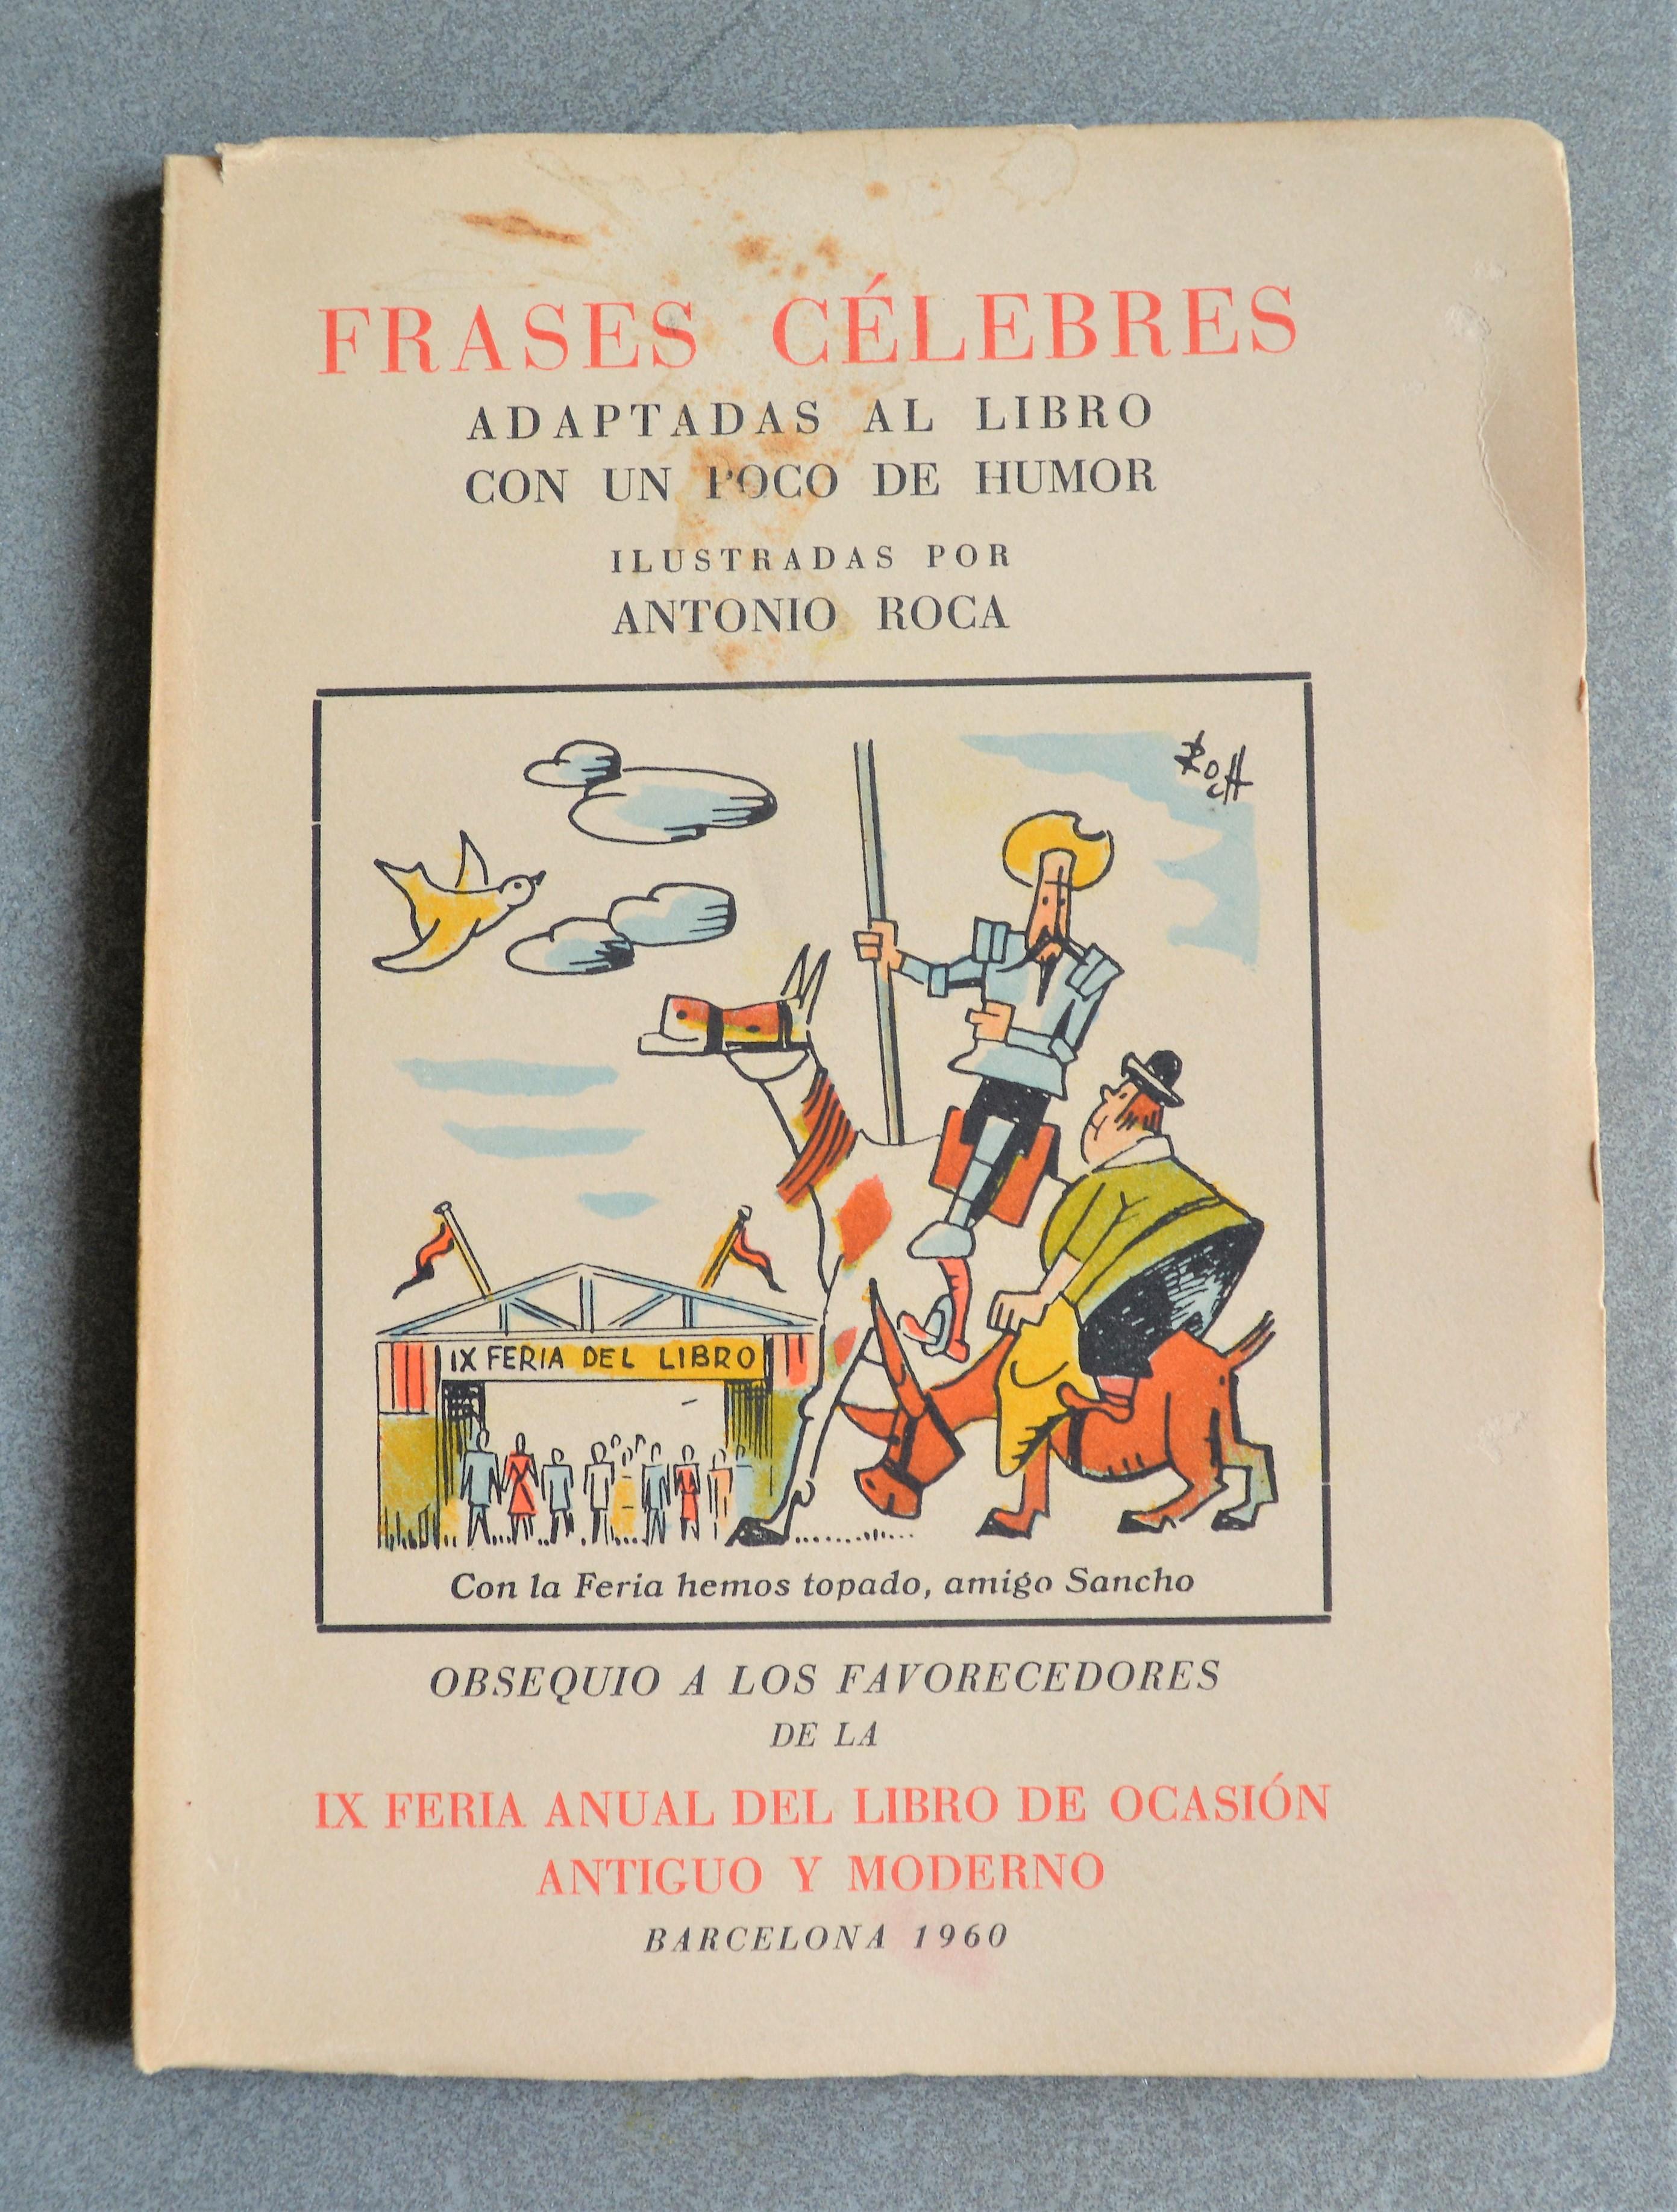 FRASES CÉLEBRES
ADAPTADAS AL LIBRO
CON UN POCO DE HUMOR
ILUSTRADAS POR
ANTONIO ROCA
ROCA
IX FERIA DEL LIBRO
Con la Feria hemos topado, amigo Sancho
OBSEQUIO A LOS FAVORECEDORES
DE LA
IX FERIA ANUAL DEL LIBRO DE OCASIÓN
ANTIGUO Y MODERNO
BARCELONA 1960